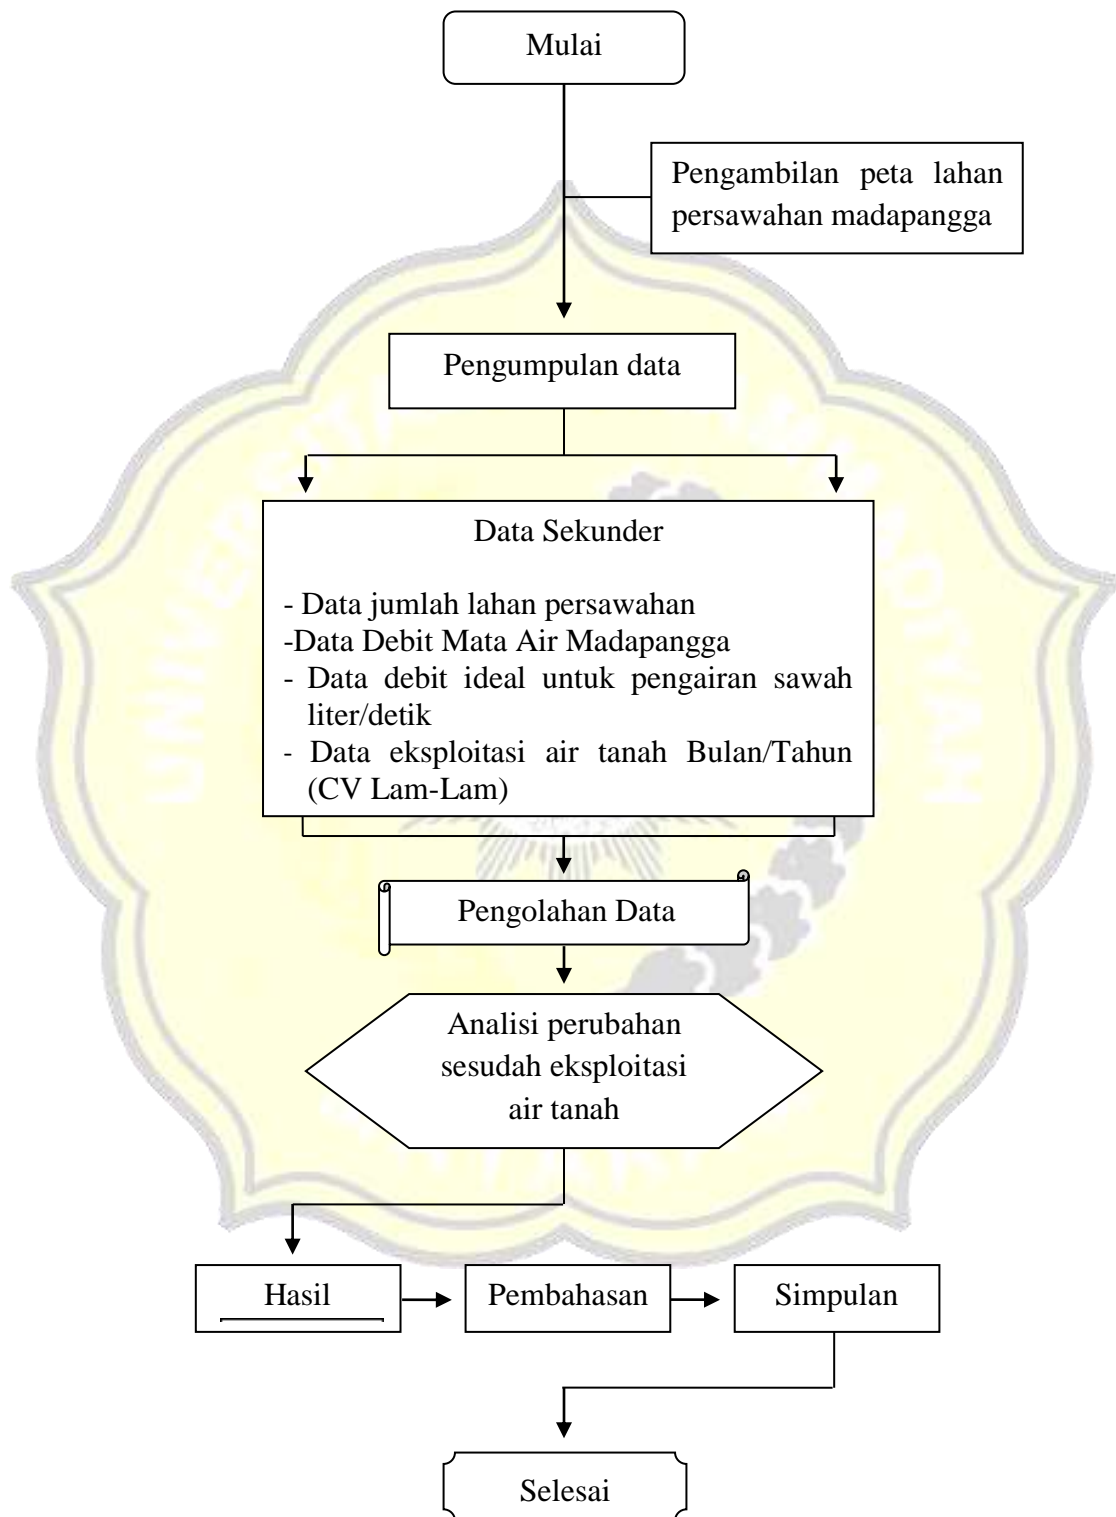 Mulai
Pengambilan peta lahan
persawahan madapangga
Pengumpulan data
Data Sekunder
- Data jumlah lahan persawahan
-Data Debit Mata Air Madapangga
- Data debit ideal untuk pengairan sawah
liter/detik
- Data eksploitasi air tanah Bulan/Tahun
(CV Lam-Lam)
Pengolahan Data
Analisi perubahan
sesudah eksploitasi
air tanah
Hasil
Pembahasan
Simpulan
Selesai